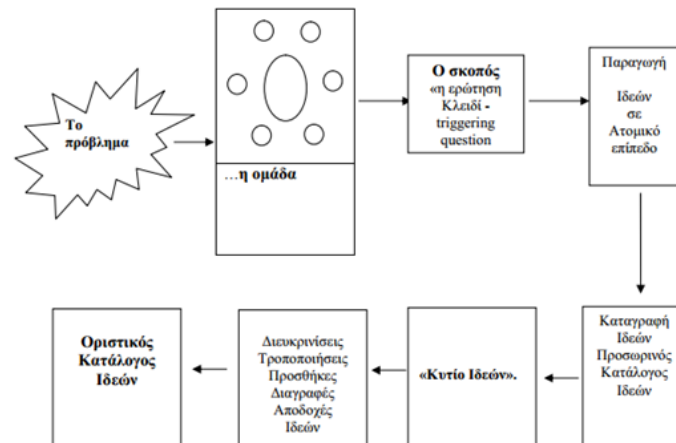 Το
πρόβλημα
…η ομάδα
Ο σκοπός
«η ερώτηση
Κλειδί -
triggering
question
Παραγωγή
Ιδεών
σε
Ατομικό
επίπεδο
Καταγραφή
Ιδεών
Προσωρινός
Κατάλογος
Ιδεών
«Κυτίο Ιδεών».
Διευκρινίσεις
Τροποποιήσεις
Προσθήκες
Διαγραφές
Αποδοχές
Ιδεών
Οριστικός
Κατάλογος
Ιδεών